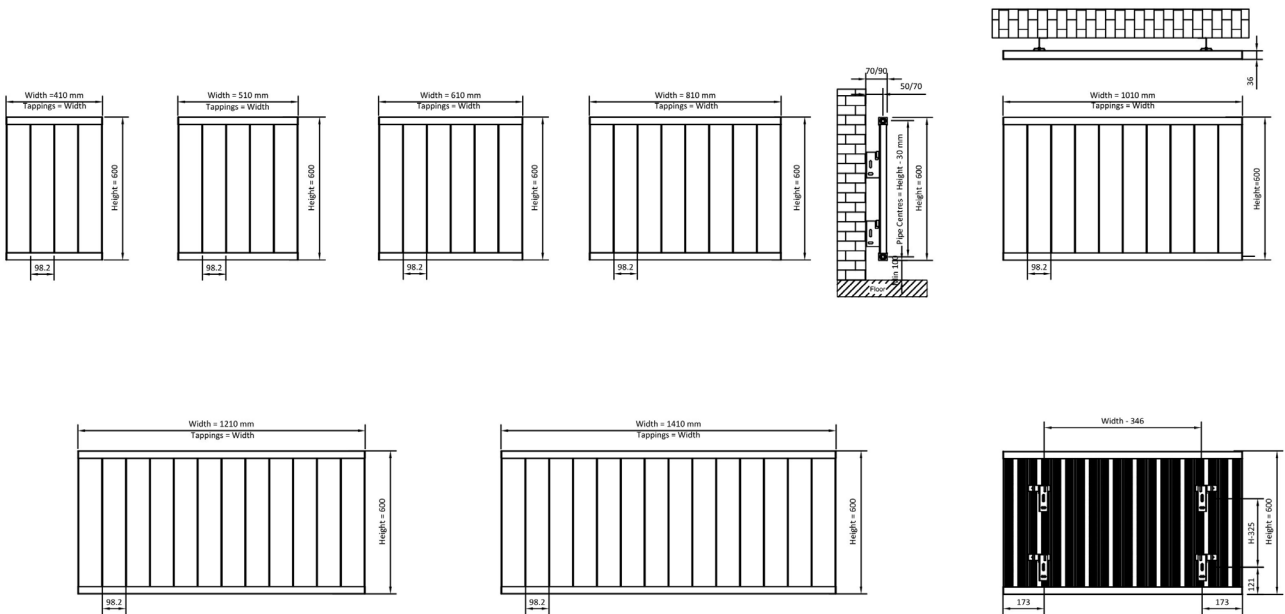 36
Width =410 mm
Tappings = Width
Height = 600
98.2
Width = 510 mm
Tappings = Width
Height = 600
98.2
Width = 610 mm
Tappings = Width
Height = 600
98.2
Width = 810 mm
Tappings = Width
Height = 600
98.2
70/90
50/70
Pipe Centres = Height - 30 mm
Height = 600
Min 100
Floor
Width = 1010 mm
Tappings = Width
Height=600
98.2
Width = 1210 mm
Tappings = Width
Height = 600
98.2
Width = 1410 mm
Tappings = Width
Height = 600
98.2
Width - 346
H-325
Height = 600
121
173
173